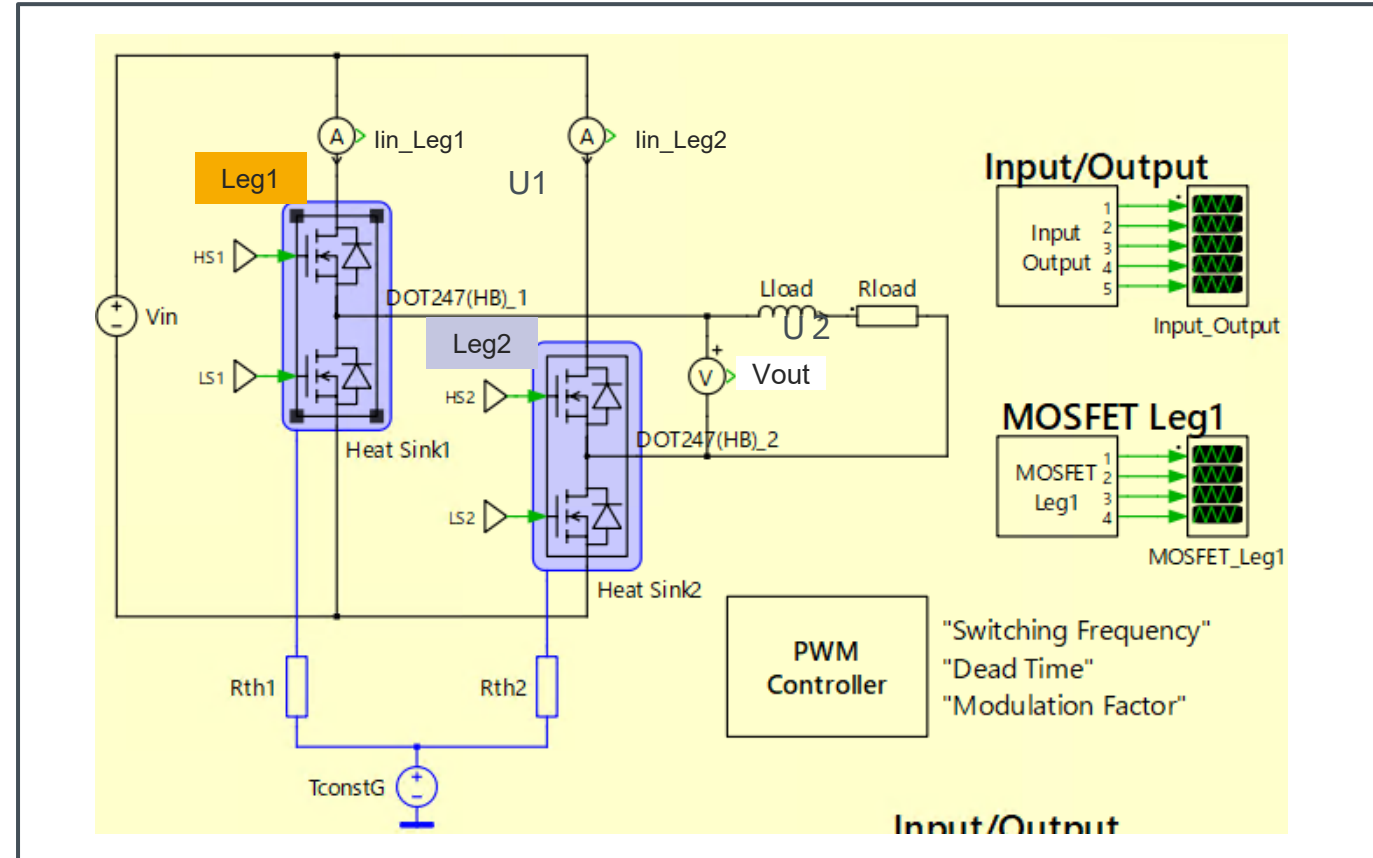 A
Iin_Leg1
A
Iin_Leg2
Leg1
U1
Input/Output
HS1
Input
Output
1
2
3
4
5
Vin
DOT247(HB)_1
Lload
Rload
U 2
Input_Output
Leg2
LS1
V
Vout
HS2
MOSFET Leg1
Heat Sink1
DOT247(HB)_2
MOSFET
Leg1
1
2
3
4
LS2
MOSFET_Leg1
Heat Sink2
PWM
Controller
"Switching Frequency"
"Dead Time"
"Modulation Factor"
Rth1
Rth2
TconstG
Input/Output